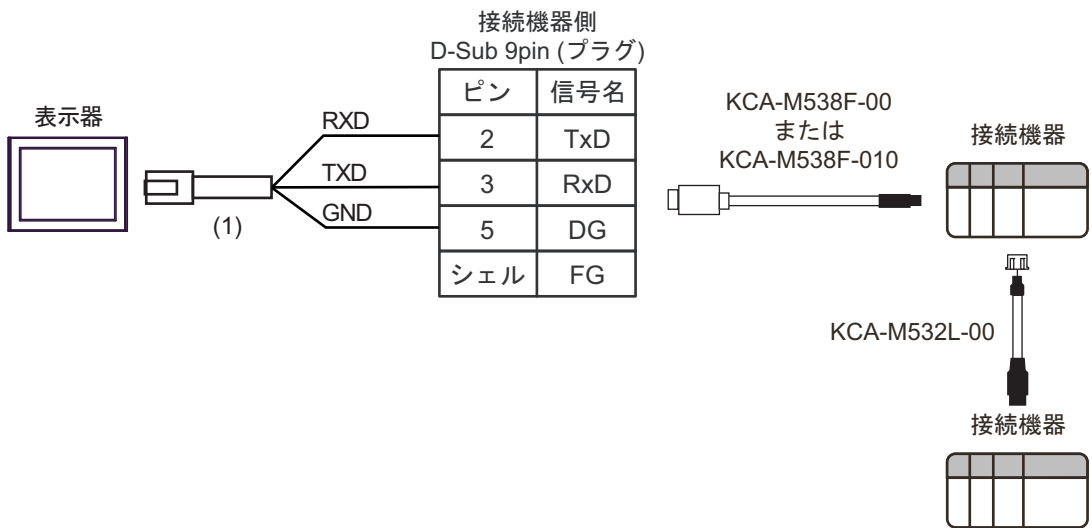 接続機器側
D-Sub 9pin (プラグ)
表示器
RXD
TXD
GND
(1)
ピン 信号名
2 TxD
3 RxD
5 DG
シェル FG
KCA-M538F-00
または
KCA-M538F-010
接続機器
KCA-M532L-00
接続機器